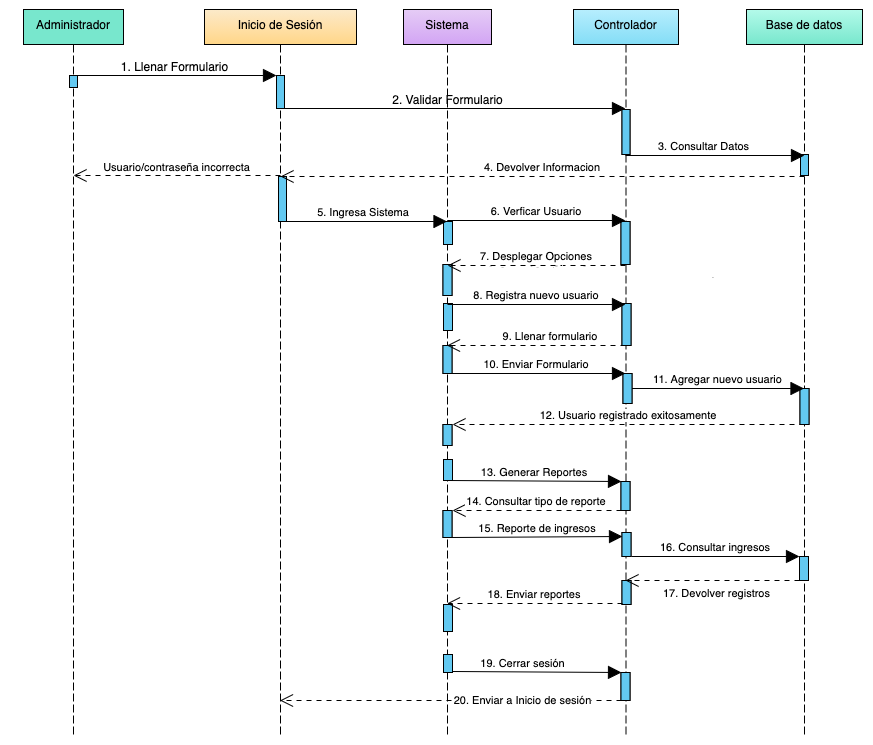 Administrador
Inicio de Sesión
Sistema
Controlador
Base de datos
1. Llenar Formulario
2. Validar Formulario
3. Consultar Datos
Usuario/contraseña incorrecta
4. Devolver Informacion
5. Ingresa Sistema
6. Verficar Usuario
7. Desplegar Opciones
8. Registra nuevo usuario
9. Llenar formulario
10. Enviar Formulario
11. Agregar nuevo usuario
12. Usuario registrado exitosamente
13. Generar Reportes
14. Consultar tipo de reporte
15. Reporte de ingresos
16. Consultar ingresos
17. Devolver registros
18. Enviar reportes
19. Cerrar sesión
20. Enviar a Inicio de sesión